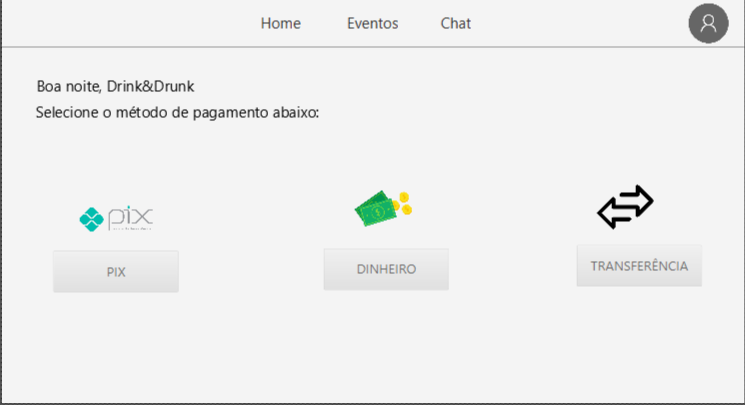 Home Eventos Chat
Boa noite, Drink&Drunk
Selecione o método de pagamento abaixo:
pix
PIX
DINHEIRO
TRANSFERÊNCIA